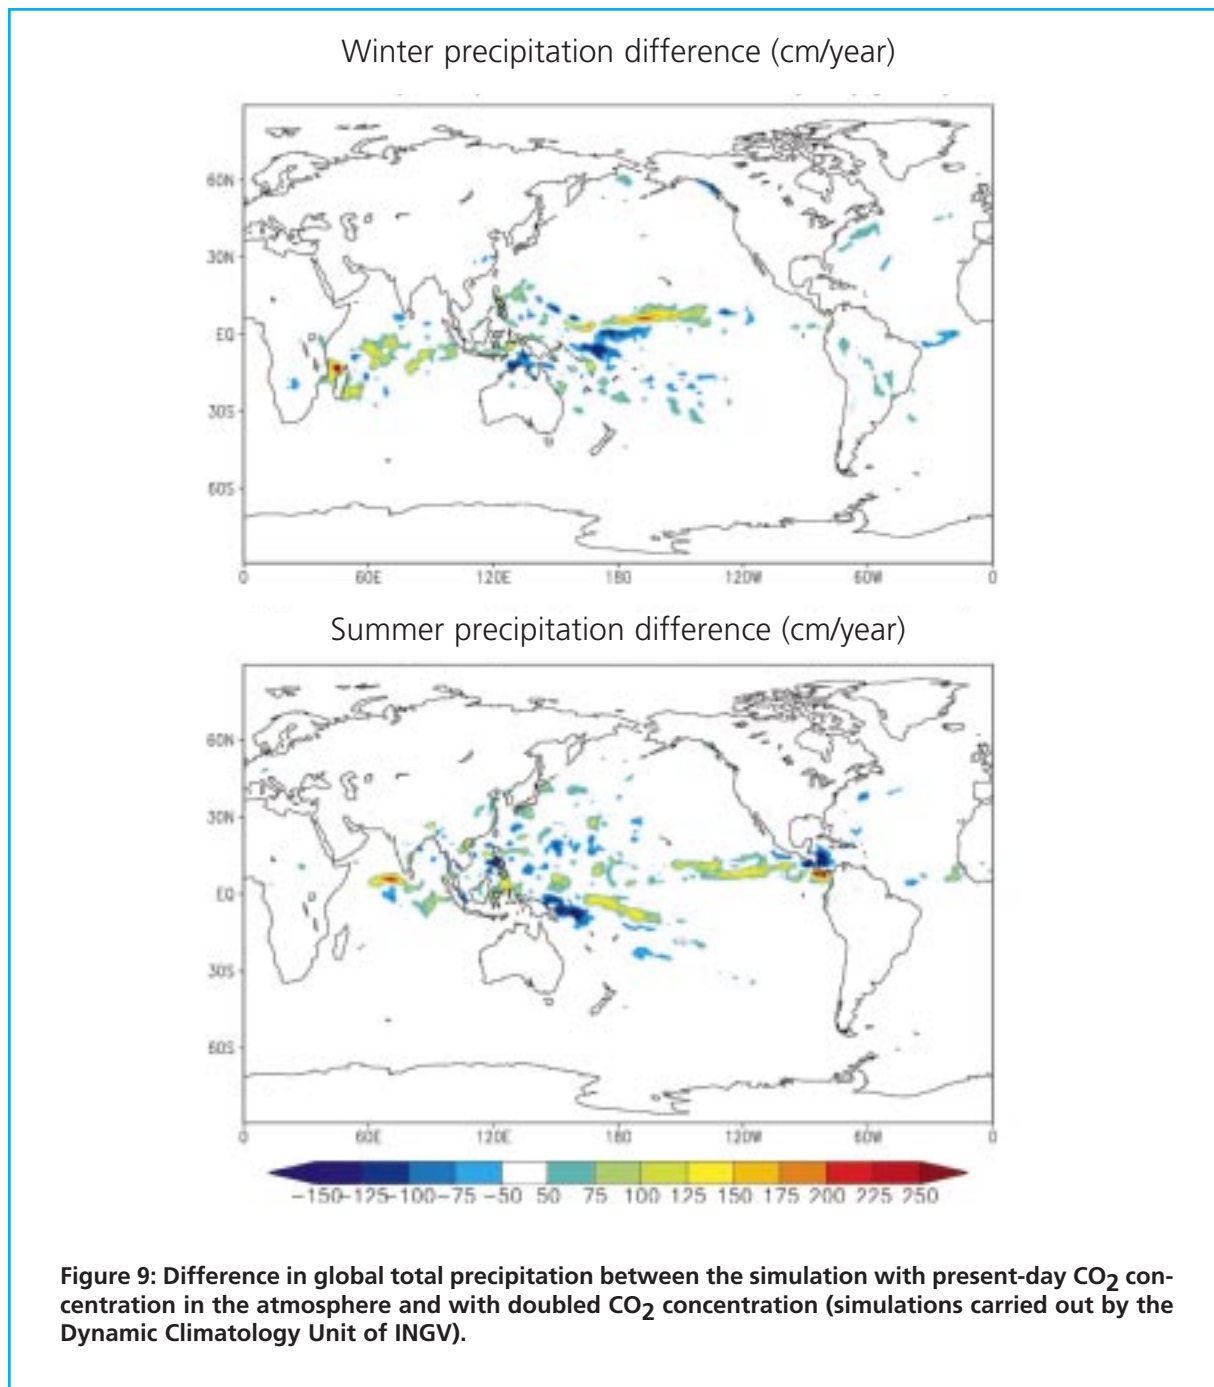 Winter precipitation difference (cm/year)
60N
30N
EQ
30S
60S
0 60E 120E 180 120W 60W 0
Summer precipitation difference (cm/year)
60N
30N
EQ
30S
60S
0 60E 120E 180 120W 60W 0
−150−125−100−75 −50 50 75 100 125 150 175 200 225 250
Figure 9: Difference in global total precipitation between the simulation with present-day CO2 con-
centration in the atmosphere and with doubled CO2 concentration (simulations carried out by the
Dynamic Climatology Unit of INGV).